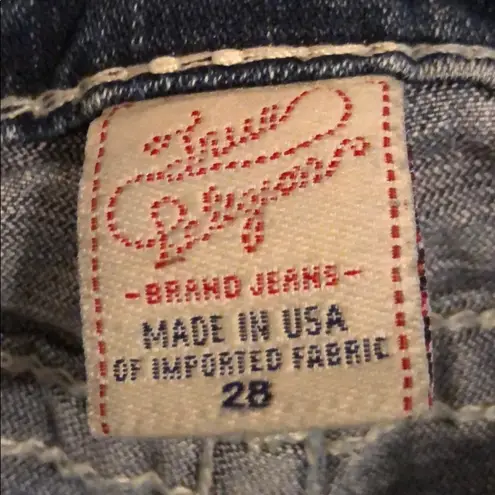 True
Religion
-BRAND JEANS-
MADE IN USA
OF IMPORTED FABRIC
28